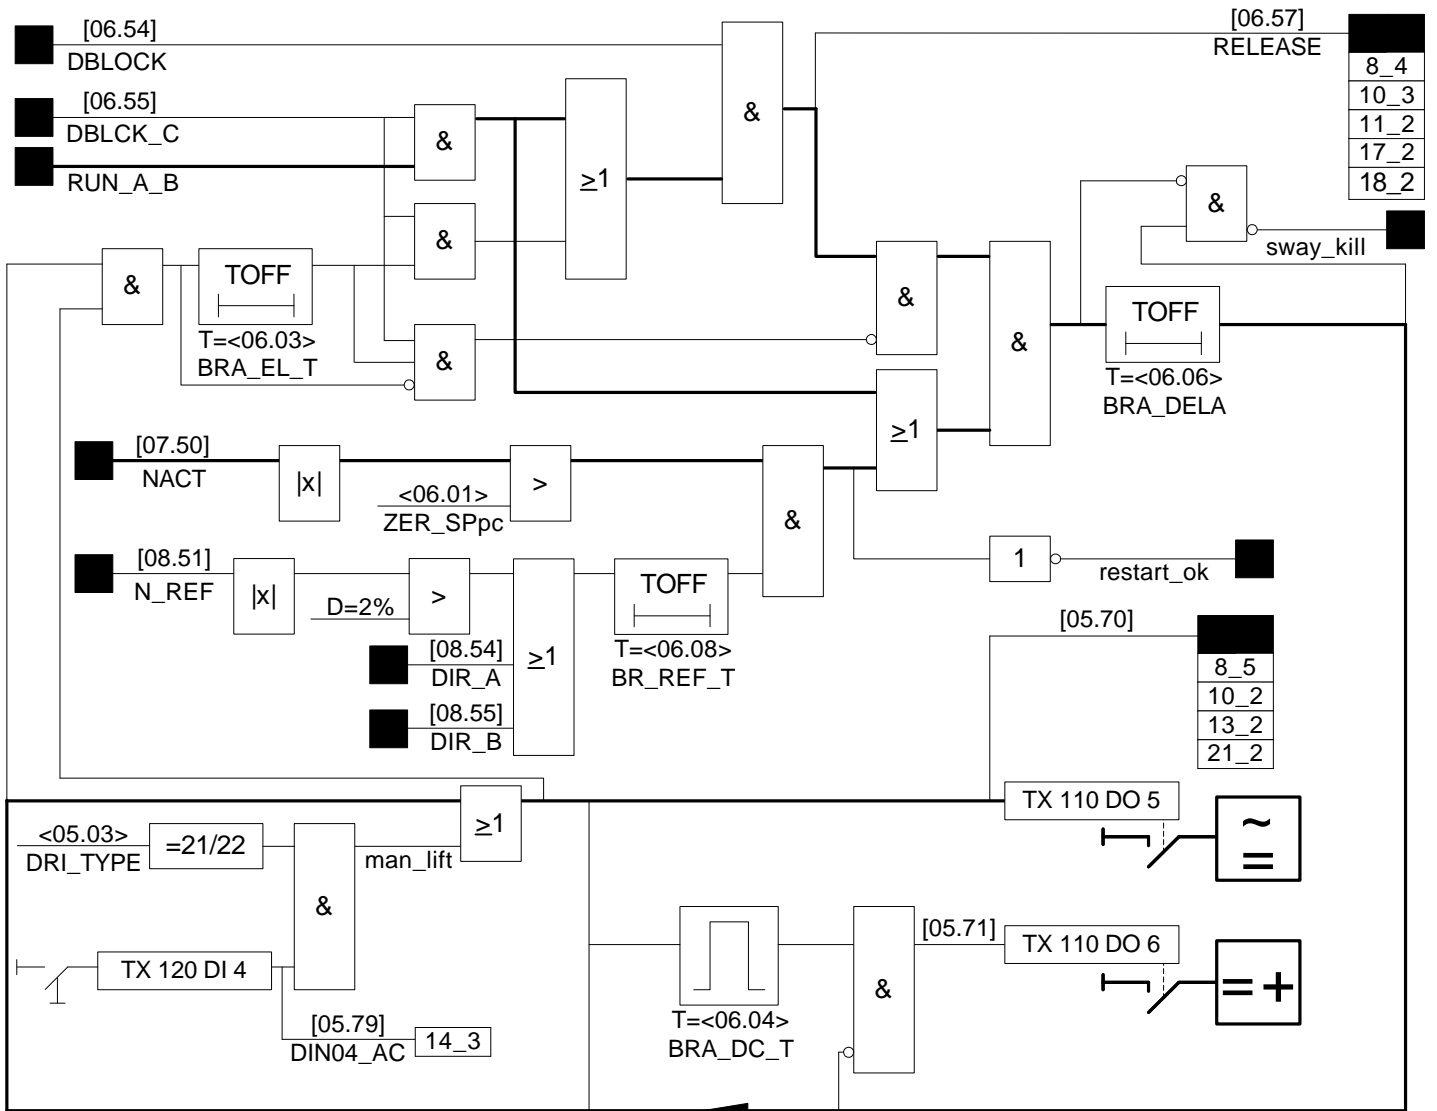 [06.54]
DBLOCK
[06.57]
RELEASE
8_4
10_3
11_2
17_2
18_2
[06.55]
DBLCK_C
RUN_A_B
&
&
≥1
&
&
sway_kill
&
TOFF
T=<06.03>
BRA_EL_T
&
&
&
TOFF
T=<06.06>
BRA_DELA
[07.50]
NACT
|x|
<06.01>
ZER_SPpc
>
&
≥1
1
restart_ok
[08.51]
N_REF
|x|
D=2%
>
≥1
TOFF
T=<06.08>
BR_REF_T
[08.54]
DIR_A
[08.55]
DIR_B
[05.70]
8_5
10_2
13_2
21_2
TX 110 DO 5
~
=
<05.03>
DRI_TYPE
=21/22
&
man_lift
≥1
TX 120 DI 4
[05.79]
DIN04_AC
14_3
T=<06.04>
BRA_DC_T
&
[05.71]
TX 110 DO 6
= +